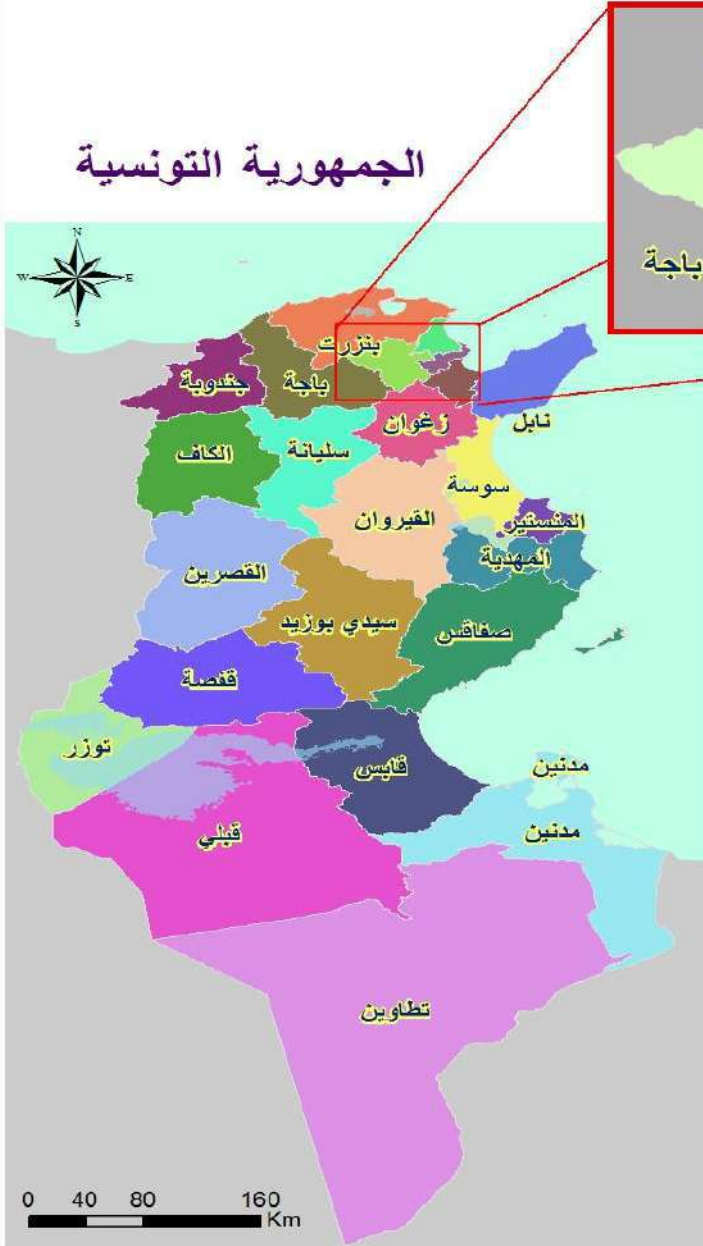 الجمهورية التونسية
باجة
N
W
E
S
بنزرت
جندوبة
باجة
زغوان
نابل
الكاف
سليانة
سوسة
القيروان
المنستير
المهدية
القصرين
سيدي بوزيد
صفاقس
قفصة
توزر
قابس
مدنين
قبلي
مدنين
تطاوين
0 40 80 160
Km